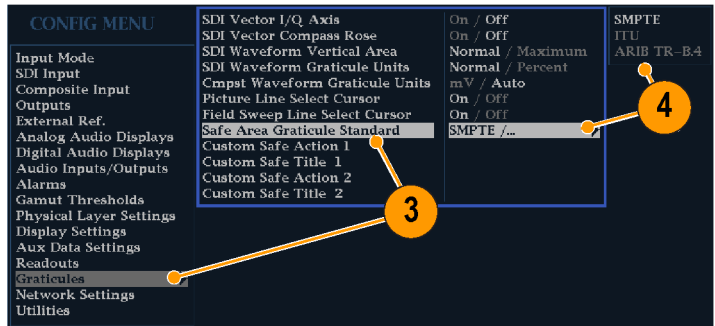 CONFIG MENU
Input Mode
SDI Input
Composite Input
Outputs
External Ref.
Analog Audio Displays
Digital Audio Displays
Audio Inputs/Outputs
Alarms
Gamut Thresholds
Physical Layer Settings
Display Settings
Aux Data Settings
Readouts
Graticules
Network Settings
Utilities
SDI Vector I/Q Axis On / Off
SDI Vector Compass Rose On / Off
SDI Waveform Vertical Area Normal / Maximum
SDI Waveform Graticule Units Normal / Percent
Cmpst Waveform Graticule Units mV / Auto
Picture Line Select Cursor On / Off
Field Sweep Line Select Cursor On / Off
Safe Area Graticule Standard SMPTE /...
Custom Safe Action 1
Custom Safe Title 1
Custom Safe Action 2
Custom Safe Title 2
SMPTE
ITU
ARIB TR-B.4
3
4